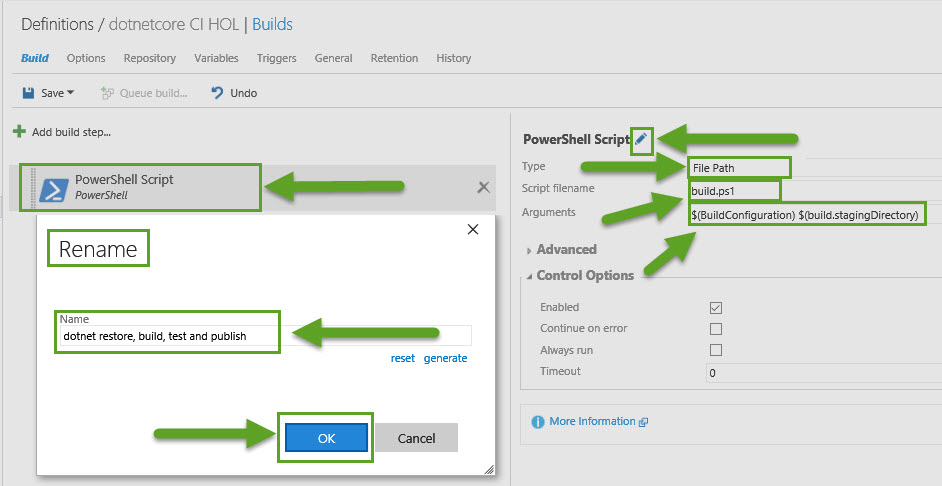 Definitions / dotnetcore CI HOL | Builds
Build Options Repository Variables Triggers General Retention History
Save Queue build... Undo
Add build step...
PowerShell Script
PowerShell
Rename
Name
dotnet restore, build, test and publish
reset generate
OK Cancel
PowerShell Script
Type File Path
Script filename build.ps1
Arguments $(BuildConfiguration) $(build.stagingDirectory)
Advanced
Control Options
Enabled
Continue on error
Always run
Timeout 0
More Information